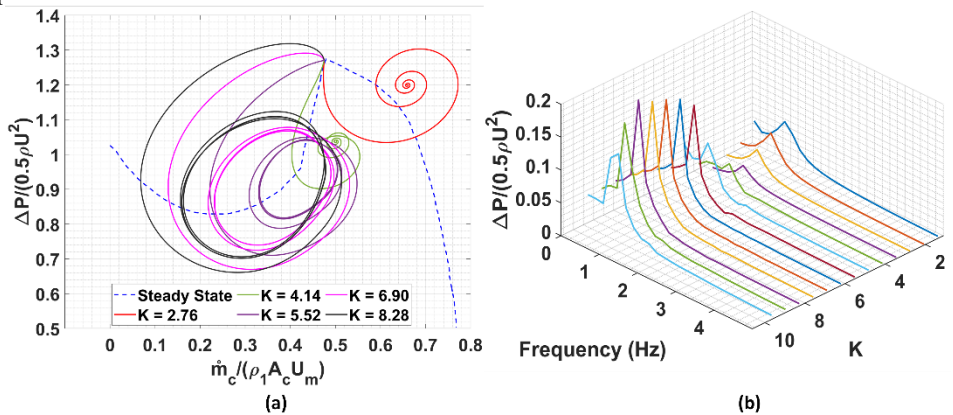 1.4
1.3
1.2
1.1
1
0.9
0.8
0.7
0.6
0.5
ΔP/(0.5ρU²)
Steady State
K = 2.76
K = 4.14
K = 5.52
K = 6.90
K = 8.28
0 0.1 0.2 0.3 0.4 0.5 0.6 0.7 0.8
ṁ_c/(ρ₁A_cU_m)
(a)
(b)
0.2
0.15
0.1
0.05
0
ΔP/(0.5ρU²)
1 2 3 4
Frequency (Hz)
10 8 6 4 2
K
(b)